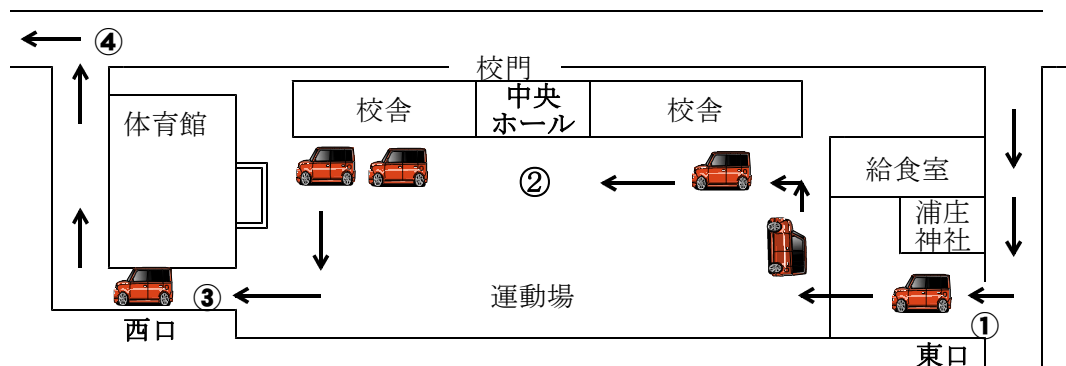 ④
校門
体育館
校舎
中央
ホール
校舎
給食室
②
浦庄
神社
③
運動場
①
西口
東口